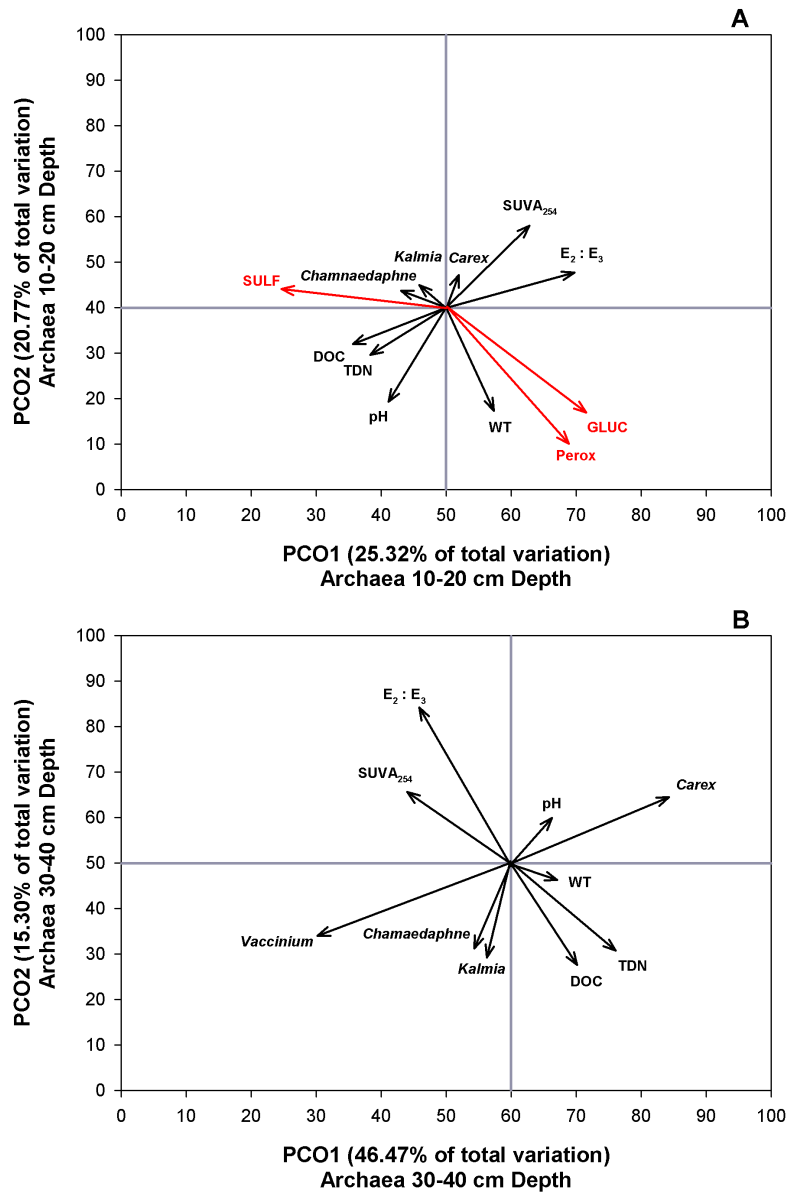 A
100
90
80
70
60
50
40
30
20
10
0
PCO2 (20.77% of total variation)
Archaea 10-20 cm Depth
SUVA254
E2 : E3
Kalmia
Carex
Chamnaedaphne
SULF
DOC
TDN
pH
WT
GLUC
Perox
0 10 20 30 40 50 60 70 80 90 100
PCO1 (25.32% of total variation)
Archaea 10-20 cm Depth
B
100
90
80
70
60
50
40
30
20
10
0
PCO2 (15.30% of total variation)
Archaea 30-40 cm Depth
E2 : E3
SUVA254
Carex
pH
WT
Chamaedaphne
Vaccinium
Kalmia
TDN
DOC
0 10 20 30 40 50 60 70 80 90 100
PCO1 (46.47% of total variation)
Archaea 30-40 cm Depth